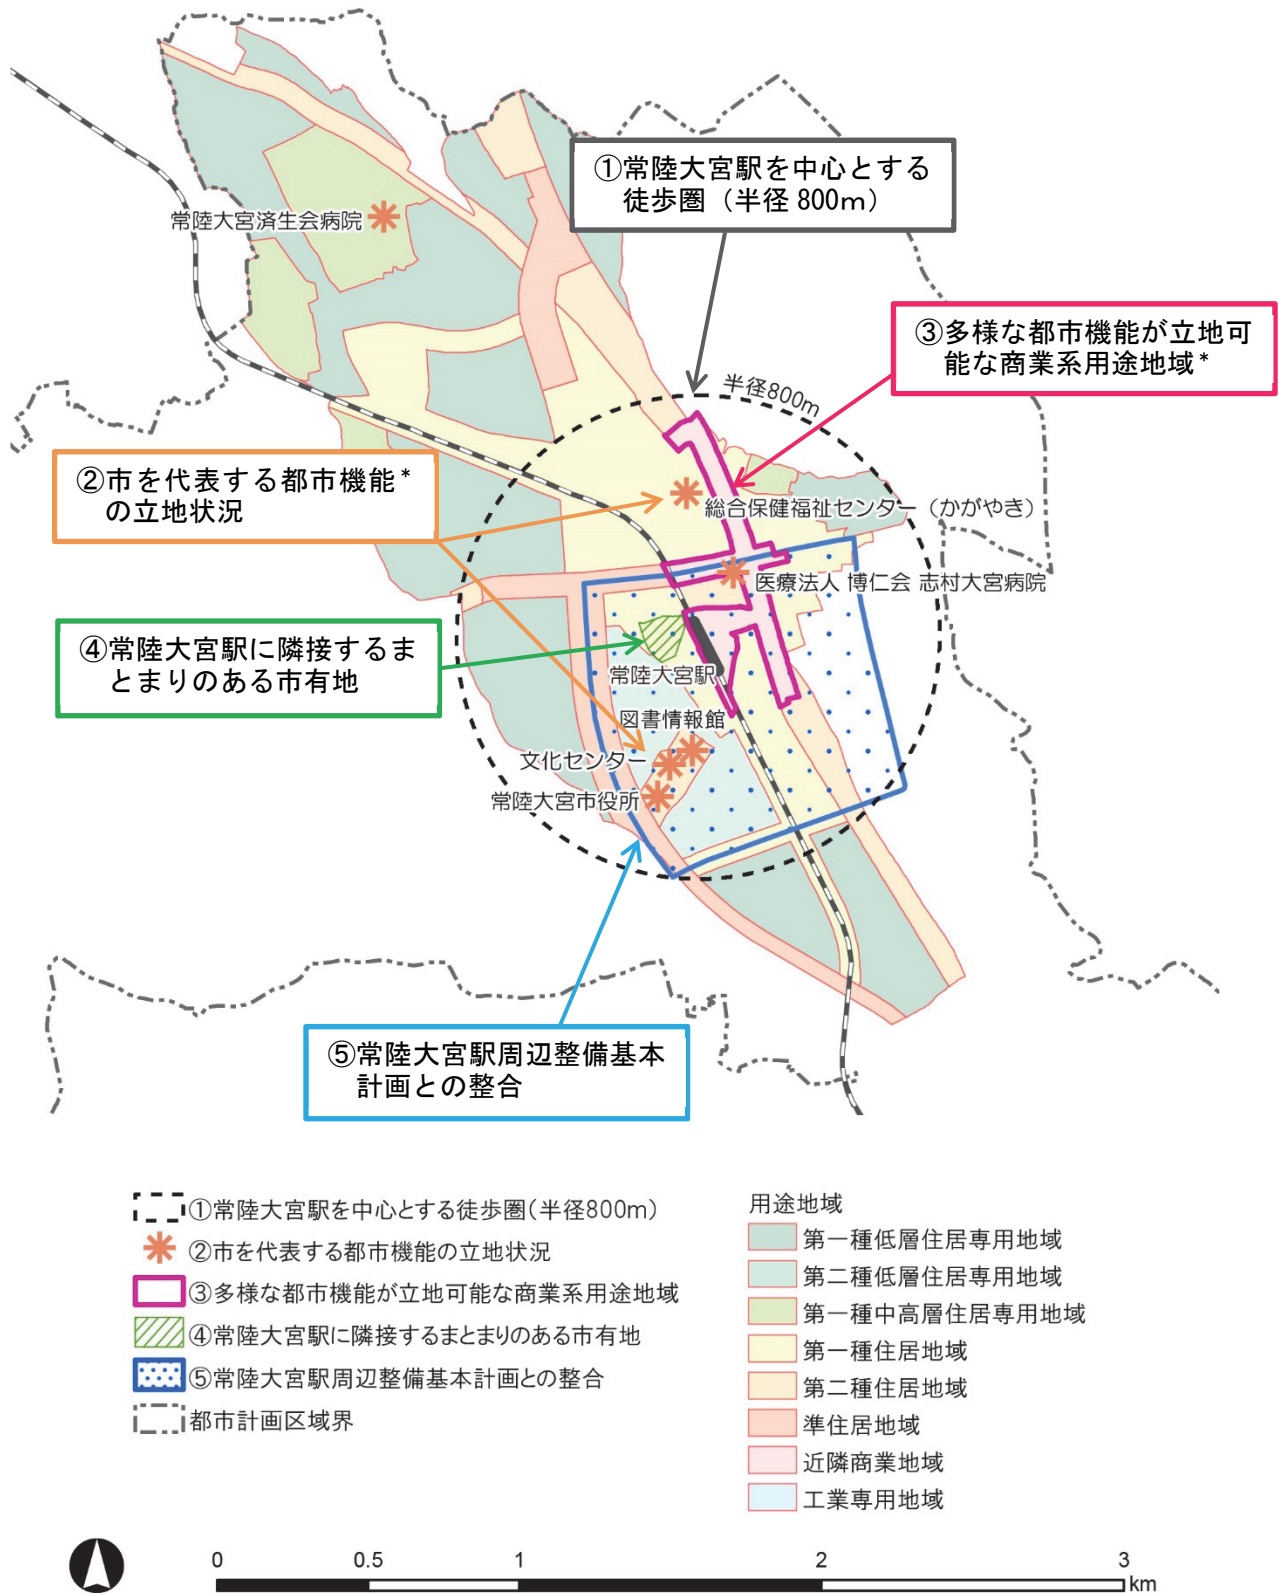 ①常陸大宮駅を中心とする
徒歩圏（半径 800m）
常陸大宮済生会病院
③多様な都市機能が立地可
能な商業系用途地域*
半径800m
②市を代表する都市機能*
の立地状況
総合保健福祉センター（かがやき）
医療法人 博仁会 志村大宮病院
④常陸大宮駅に隣接するま
とまりのある市有地
常陸大宮駅
図書情報館
文化センター
常陸大宮市役所
⑤常陸大宮駅周辺整備基本
計画との整合
①常陸大宮駅を中心とする徒歩圏(半径800m)
②市を代表する都市機能の立地状況
③多様な都市機能が立地可能な商業系用途地域
④常陸大宮駅に隣接するまとまりのある市有地
⑤常陸大宮駅周辺整備基本計画との整合
都市計画区域界
用途地域
第一種低層住居専用地域
第二種低層住居専用地域
第一種中高層住居専用地域
第一種住居地域
第二種住居地域
準住居地域
近隣商業地域
工業専用地域
0 0.5 1 2 3
km